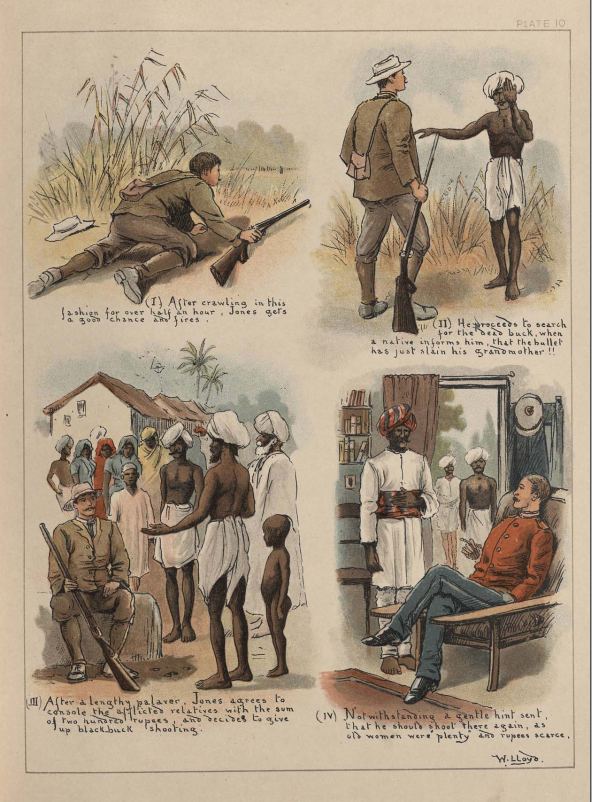 PLATE 10
(I) After crawling in this
fashion for over half an hour, Jones gets
a good chance and fires.
(II) He proceeds to search
for the dead buck, when
a native informs him, that the bullet
has just slain his grandmother!!
(III) After a lengthy palaver, Jones agrees to
console the afflicted relatives with the sum
of two hundred rupees, and decides to give
up blackbuck shooting.
(IV) Notwithstanding a gentle hint sent,
that he should shoot there again, as
old women were plenty and rupees scarce.
W. Lloyd.